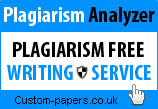 Plagiarism Analyzer
PLAGIARISM FREE
WRITING SERVICE
Custom-papers.co.uk